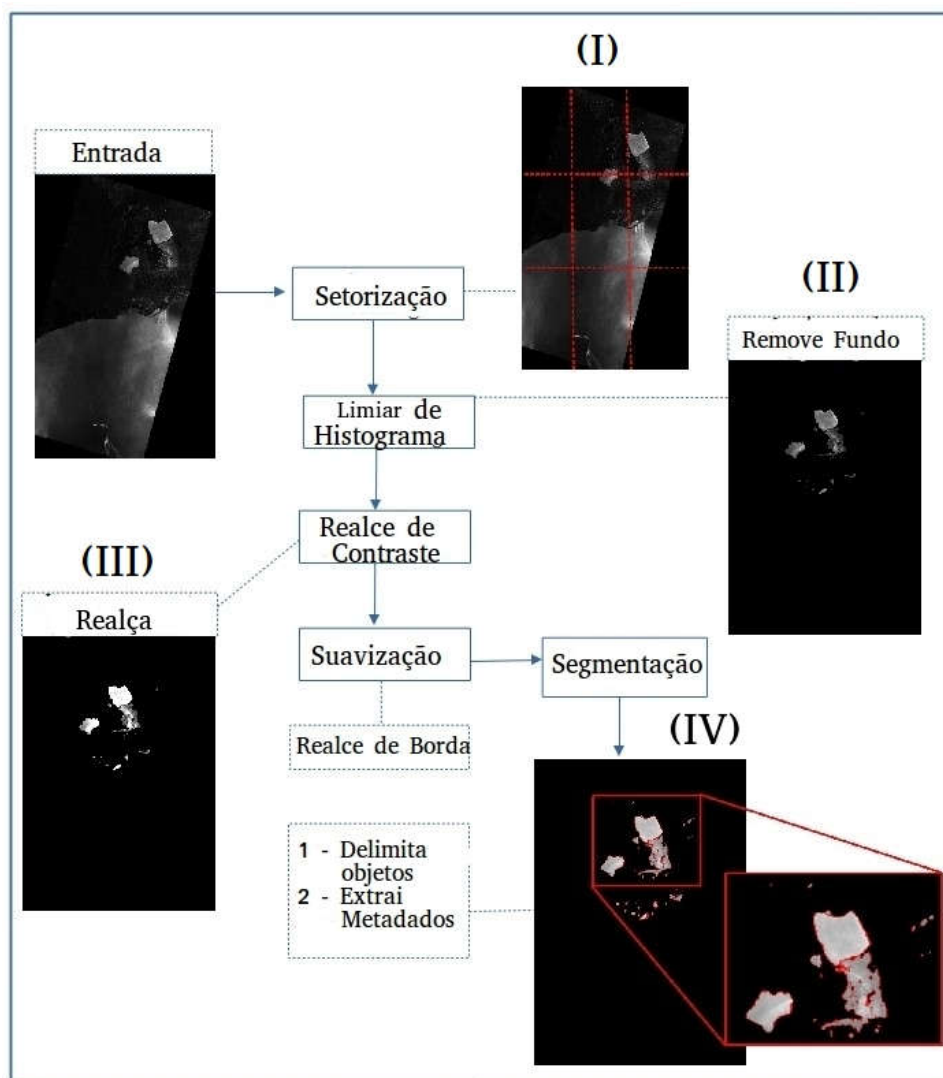 (I)
Entrada
Setorização
(II)
Remove Fundo
Limiar de
Histograma
Realce de
Contraste
(III)
Realça
Suavização
Segmentação
Realce de Borda
(IV)
1 - Delimita
objetos
2 - Extrai
Metadados